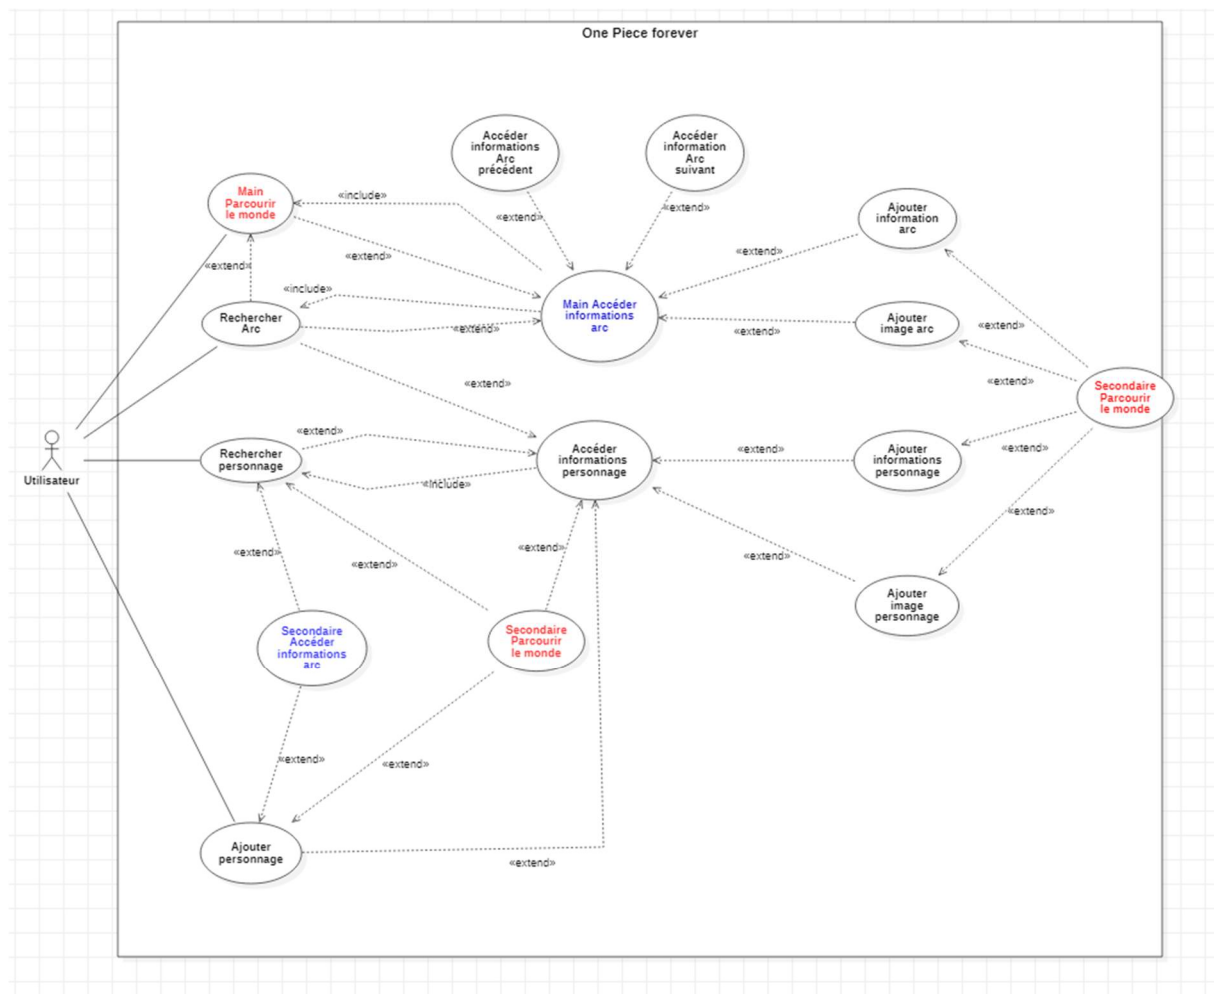 One Piece forever
Accéder
informations
Arc
précédent
Accéder
information
Arc
suivant
Main
Parcourir
le monde
«include»
«extend»
«extend»
Ajouter
information
arc
«extend»
«extend»
«extend»
«include»
Rechercher
Arc
«extend»
Main Accéder
informations
arc
«extend»
Ajouter
image arc
«extend»
«extend»
«extend»
Secondaire
Parcourir
le monde
Utilisateur
«extend»
Rechercher
personnage
«include»
Accéder
informations
personnage
«extend»
Ajouter
informations
personnage
«extend»
«extend»
«extend»
«extend»
«extend»
«extend»
Ajouter
image
personnage
Secondaire
Accéder
informations
arc
Secondaire
Parcourir
le monde
«extend»
«extend»
Ajouter
personnage
«extend»